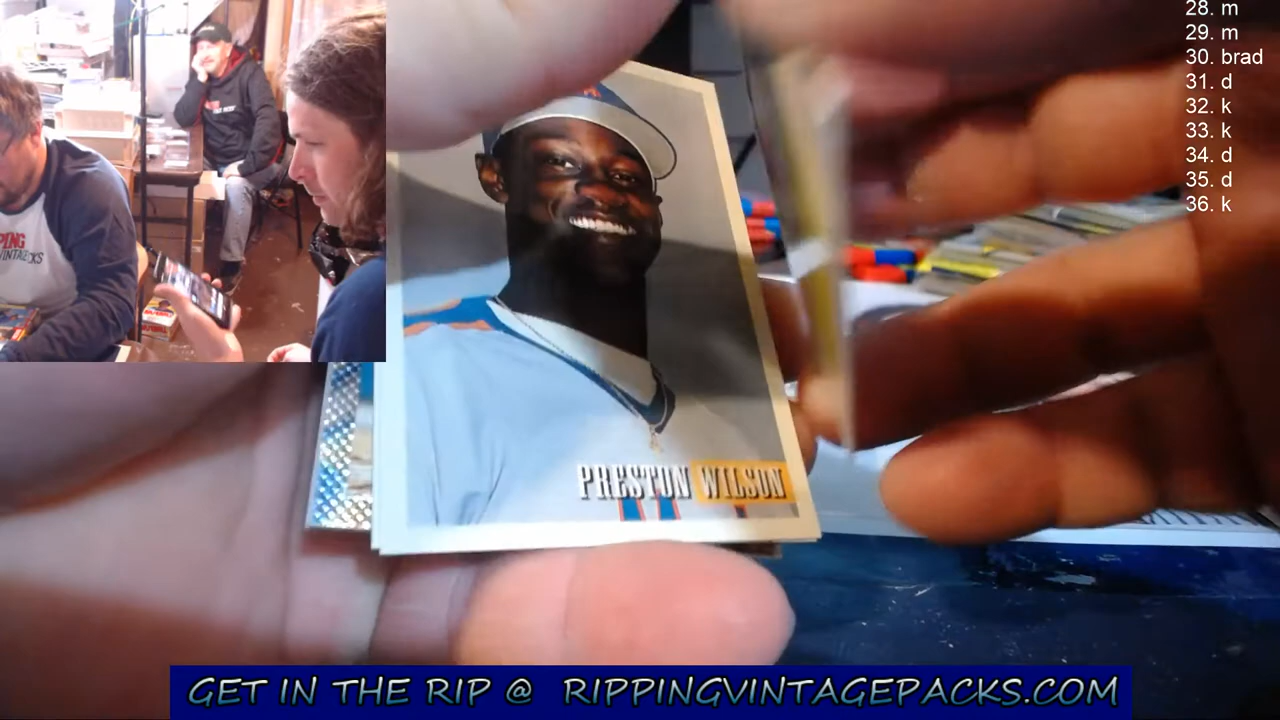 28. m
29. m
30. brad
31. d
32. k
33. k
34. d
35. d
36. k
PRESTON WILSON
GET IN THE RIP @ RIPPINGVINTAGEPACKS.COM